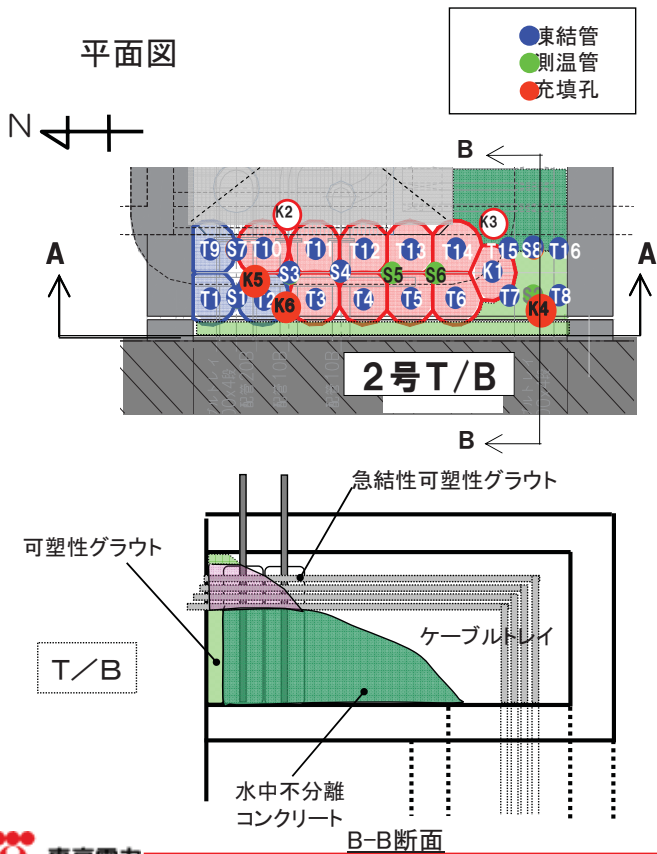 平面図
凍結管
測温管
充填孔
N
B
K2
K3
T9 S7 T10 T11 T12 T13 T14 T15 S8 T16
A
A
K5 S3 S4 S5 S6 K1
T1 S1 T2 K6 T3 T4 T5 T6 T7 K4 T8
2号T/B
B
急結性可塑性グラウト
可塑性グラウト
ケーブルトレイ
T/B
水中不分離
コンクリート
B-B断面
東京電力